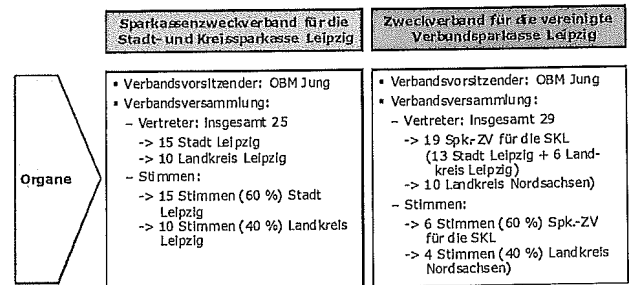 Sparkassenzweckverband für die
Stadt- und Kreissparkasse Leipzig
Zweckverband für die vereinigte
Verbundsparkasse Leipzig
Organe
▪ Verbandsvorsitzender: OBM Jung
▪ Verbandsversammlung:
– Vertreter: Insgesamt 25
-> 15 Stadt Leipzig
-> 10 Landkreis Leipzig
– Stimmen:
-> 15 Stimmen (60 %) Stadt
Leipzig
-> 10 Stimmen (40 %) Landkreis
Leipzig
▪ Verbandsvorsitzender: OBM Jung
▪ Verbandsversammlung:
– Vertreter: Insgesamt 29
-> 19 Spk.-ZV für die SKL
(13 Stadt Leipzig + 6 Land-
kreis Leipzig)
-> 10 Landkreis Nordsachsen)
– Stimmen:
-> 6 Stimmen (60 %) Spk.-ZV
für die SKL
-> 4 Stimmen (40 %) Landkreis
Nordsachsen)